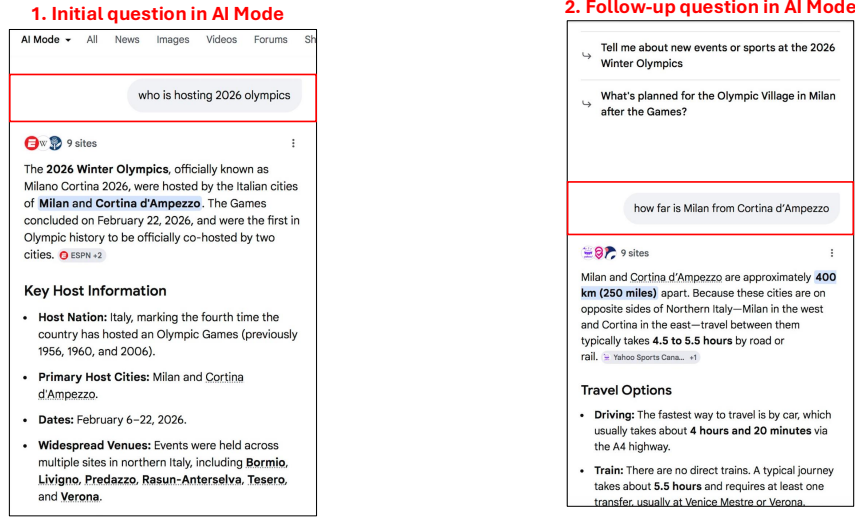 1. Initial question in AI Mode
AI Mode All News Images Videos Forums Sh
who is hosting 2026 olympics
9 sites
The 2026 Winter Olympics, officially known as
Milano Cortina 2026, were hosted by the Italian cities
of Milan and Cortina d'Ampezzo. The Games
concluded on February 22, 2026, and were the first in
Olympic history to be officially co-hosted by two
cities. ESPN +2
Key Host Information
• Host Nation: Italy, marking the fourth time the
country has hosted an Olympic Games (previously
1956, 1960, and 2006).
• Primary Host Cities: Milan and Cortina
d'Ampezzo.
• Dates: February 6–22, 2026.
• Widespread Venues: Events were held across
multiple sites in northern Italy, including Bormio,
Livigno, Predazzo, Rasun-Anterselva, Tesero,
and Verona.
2. Follow-up question in AI Mode
Tell me about new events or sports at the 2026
Winter Olympics
What's planned for the Olympic Village in Milan
after the Games?
how far is Milan from Cortina d'Ampezzo
9 sites
Milan and Cortina d'Ampezzo are approximately 400
km (250 miles) apart. Because these cities are on
opposite sides of Northern Italy—Milan in the west
and Cortina in the east—travel between them
typically takes 4.5 to 5.5 hours by road or
rail. Yahoo Sports Cana... +1
Travel Options
• Driving: The fastest way to travel is by car, which
usually takes about 4 hours and 20 minutes via
the A4 highway.
• Train: There are no direct trains. A typical journey
takes about 5.5 hours and requires at least one
transfer, usually at Venice Mestre or Verona.